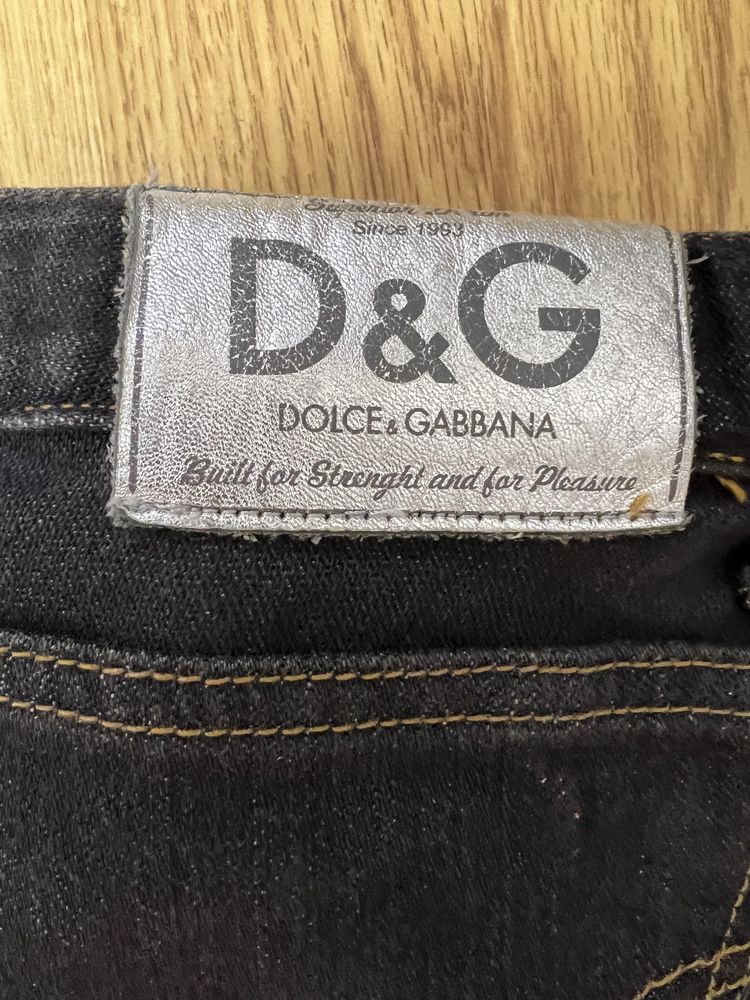 Since 1993
D&G
DOLCE & GABBANA
Built for Strenght and for Pleasure